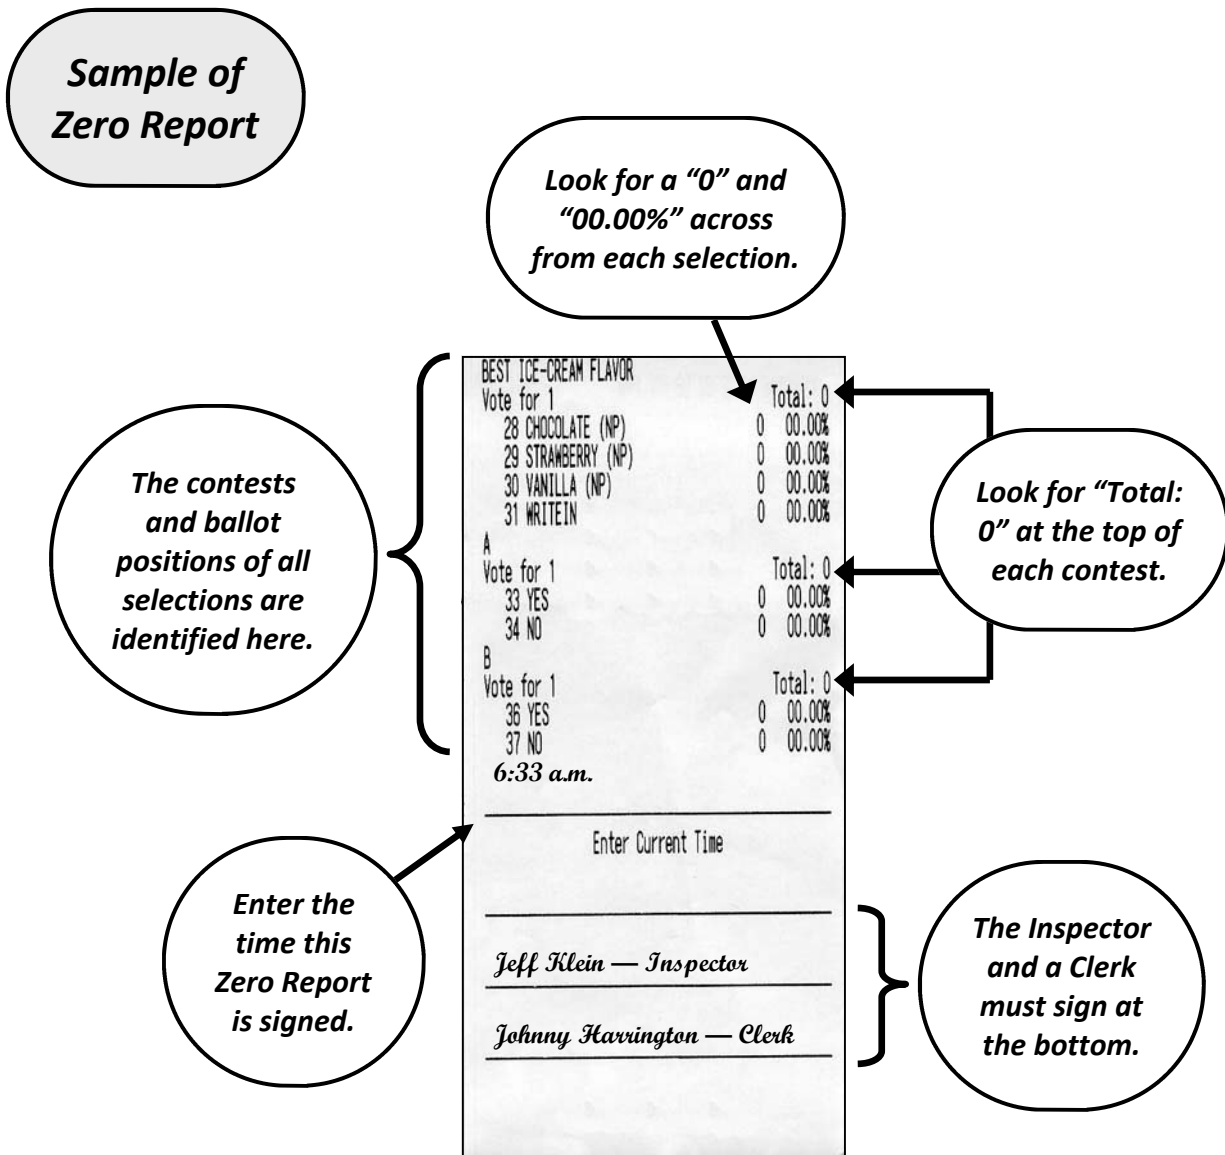 Sample of
Zero Report
Look for a “0” and
“00.00%” across
from each selection.
The contests
and ballot
positions of all
selections are
identified here.
BEST ICE-CREAM FLAVOR
Vote for 1 Total: 0
28 CHOCOLATE (NP) 0 00.00%
29 STRAWBERRY (NP) 0 00.00%
30 VANILLA (NP) 0 00.00%
31 WRITEIN 0 00.00%
A
Vote for 1 Total: 0
33 YES 0 00.00%
34 NO 0 00.00%
B
Vote for 1 Total: 0
36 YES 0 00.00%
37 NO 0 00.00%
6:33 a.m.
Enter Current Time
Jeff Klein — Inspector
Johnny Harrington — Clerk
Look for “Total:
0” at the top of
each contest.
Enter the
time this
Zero Report
is signed.
The Inspector
and a Clerk
must sign at
the bottom.